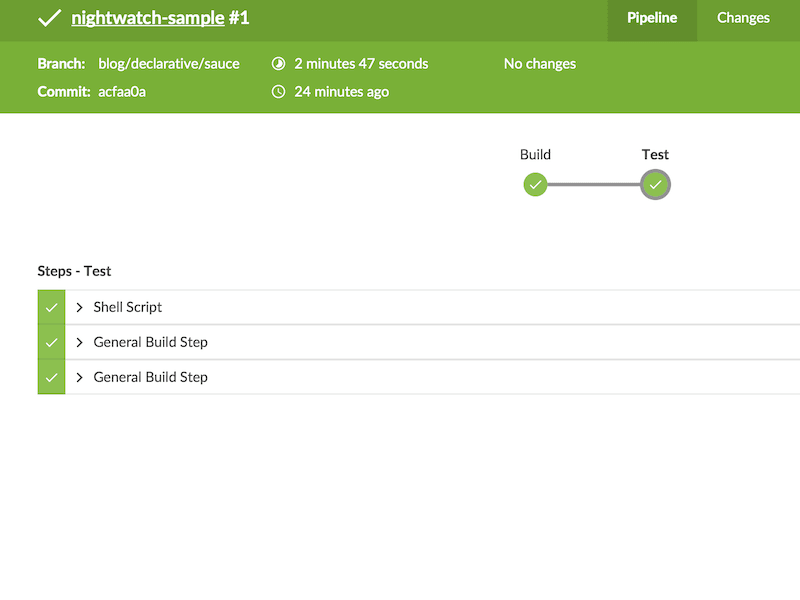 nightwatch-sample #1
Pipeline
Changes
Branch: blog/declarative/sauce
2 minutes 47 seconds
No changes
Commit: acfaa0a
24 minutes ago
Build
Test
Steps - Test
Shell Script
General Build Step
General Build Step